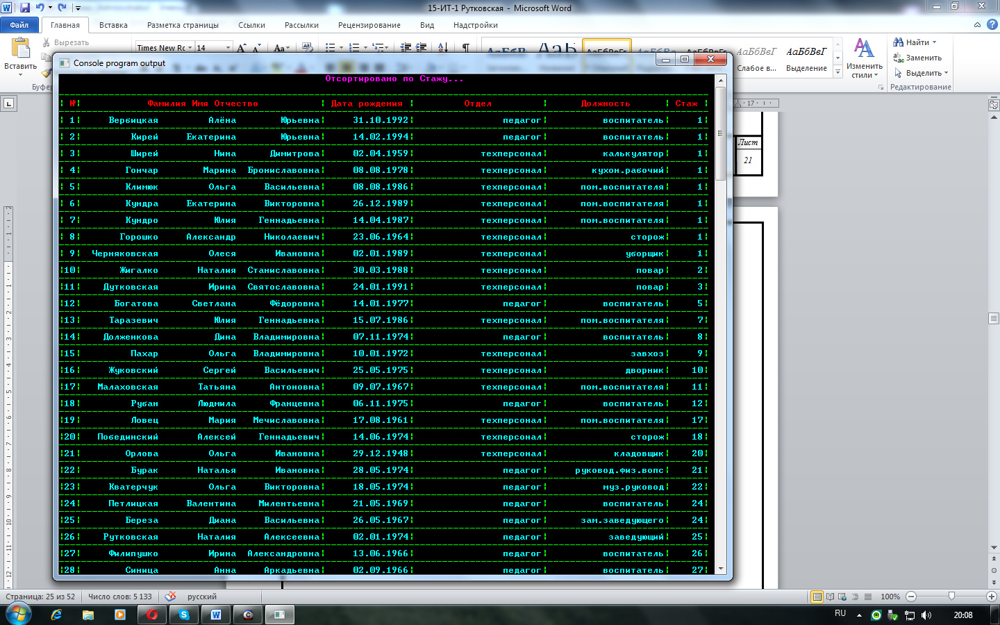 15-ИТ-1 Рутковская - Microsoft Word
Файл Главная Вставка Разметка страницы Ссылки Рассылки Рецензирование Вид Надстройки
Вырезать
Вставить
Times New Rc 14
Слабое в... Выделение
Изменить стили
Найти
Заменить
Выделить
Редактирование
Console program output
Отсортировано по Стажу...
№ Фамилия Имя Отчество Дата рождения Отдел Должность Стаж
1 Вербицкая Алёна Юрьевна 31.10.1992 педагог воспитатель 1
2 Кирей Екатерина Юрьевна 14.02.1994 педагог воспитатель 1
3 Ширей Нина Димитрова 02.04.1959 техперсонал калькулятор 1
4 Гончар Марина Брониславовна 08.08.1978 техперсонал кухон.рабочий 1
5 Климюк Ольга Васильевна 08.08.1986 техперсонал пом.воспитателя 1
6 Кундра Екатерина Викторовна 26.12.1989 техперсонал пом.воспитателя 1
7 Кундро Юлия Геннадьевна 14.04.1987 техперсонал пом.воспитателя 1
8 Горошко Александр Николаевич 23.06.1964 техперсонал сторож 1
9 Черняковская Олеся Ивановна 02.01.1989 техперсонал уборщик 1
10 Жигалко Наталия Станиславовна 30.03.1988 техперсонал повар 2
11 Дутковская Ирина Святославовна 24.01.1991 техперсонал повар 3
12 Богатова Светлана Фёдоровна 14.01.1977 педагог воспитатель 5
13 Таразевич Юлия Геннадьевна 15.07.1986 техперсонал пом.воспитателя 7
14 Долженкова Дина Владимировна 07.11.1974 педагог воспитатель 8
15 Пахар Ольга Владимировна 10.01.1972 техперсонал завхоз 9
16 Жуковский Сергей Васильевич 25.05.1975 техперсонал дворник 10
17 Малаховская Татьяна Антоновна 09.07.1967 техперсонал пом.воспитателя 11
18 Рубан Людмила Францевна 06.11.1975 педагог воспитатель 12
19 Ловец Мария Мечиславовна 17.08.1961 техперсонал пом.воспитателя 17
20 Побединский Алексей Геннадьевич 14.06.1974 техперсонал сторож 18
21 Орлова Ольга Ивановна 29.12.1948 техперсонал кладовщик 20
22 Бурак Наталья Ивановна 28.05.1974 педагог руковод.физ.вопс 21
23 Кватерчук Ольга Викторовна 18.05.1974 педагог муз.руковод 22
24 Петлицкая Валентина Милентьевна 21.05.1969 педагог воспитатель 24
25 Береза Диана Васильевна 26.05.1967 педагог зам.заведующего 24
26 Рутковская Наталия Алексеевна 02.01.1974 педагог заведующий 25
27 Филипушко Ирина Александровна 13.06.1966 педагог воспитатель 26
28 Синица Анна Аркадьевна 02.09.1966 педагог воспитатель 27
Лист
21
Страница: 25 из 52 Число слов: 5 133 русский 100%
RU 20:08